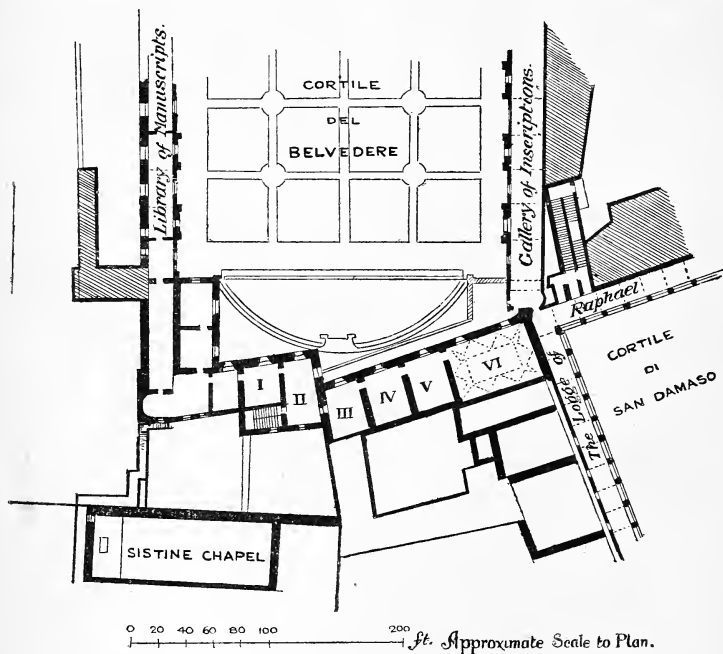 Library of Manuscripts.
CORTILE
DEL
BELVEDERE
Gallery of Inscriptions.
The Logge of Raphael
CORTILE
DI
SAN DAMASO
I
II
III
IV
V
VI
SISTINE CHAPEL
0 20 40 60 80 100 200 ft. Approximate Scale to Plan.